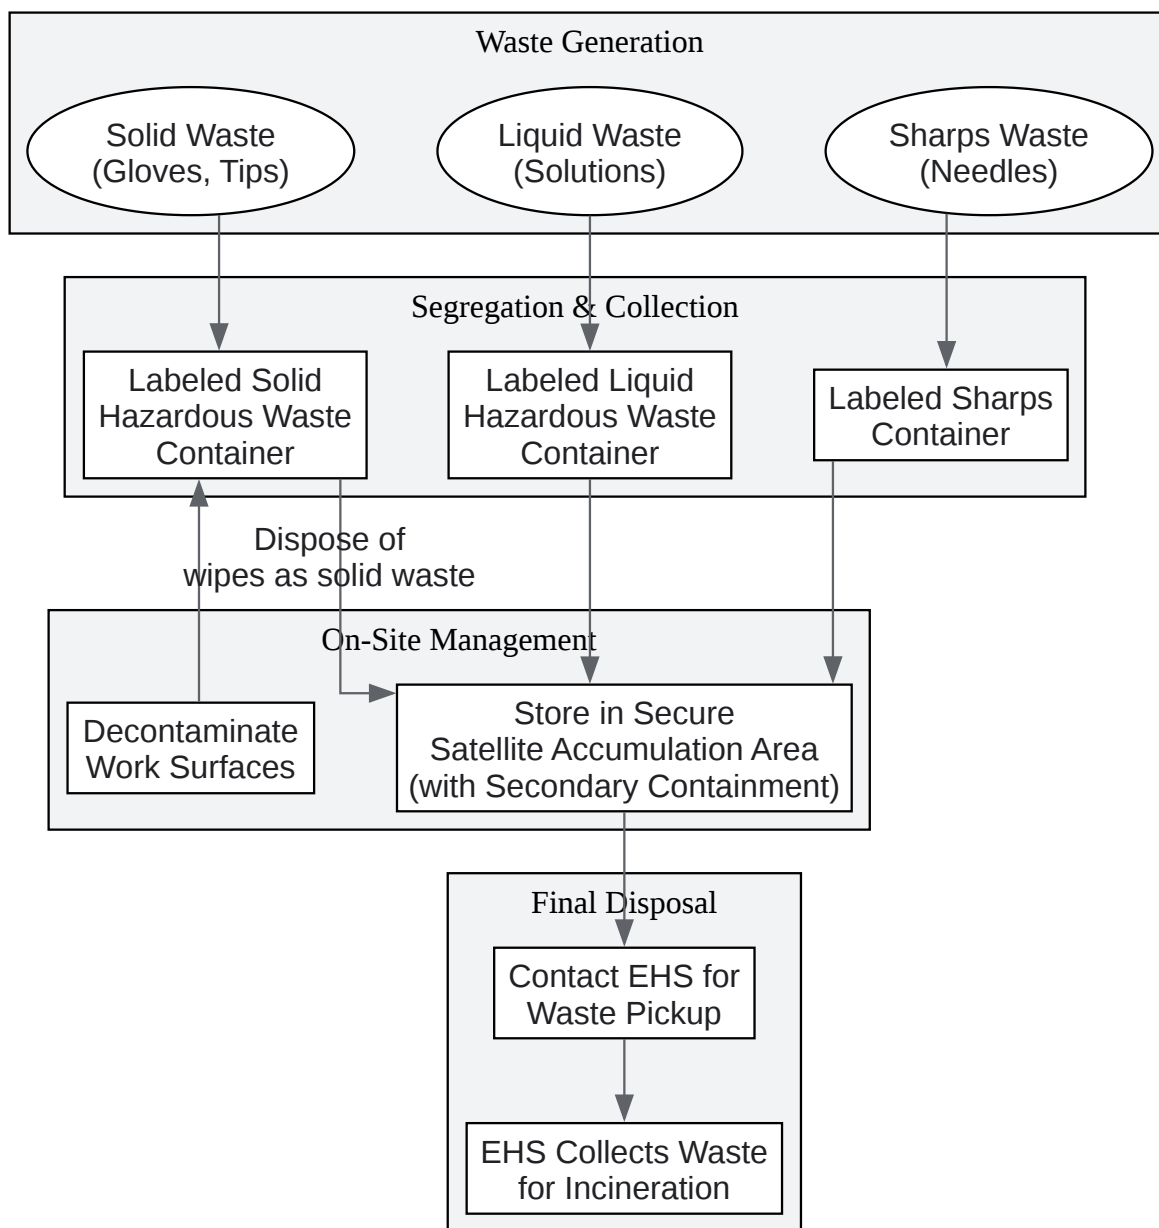 Waste Generation
Solid Waste
(Gloves, Tips)
Liquid Waste
(Solutions)
Sharps Waste
(Needles)
Segregation & Collection
Labeled Solid
Hazardous Waste
Container
Labeled Liquid
Hazardous Waste
Container
Labeled Sharps
Container
Dispose of
wipes as solid waste
On-Site Management
Decontaminate
Work Surfaces
Store in Secure
Satellite Accumulation Area
(with Secondary Containment)
Final Disposal
Contact EHS for
Waste Pickup
EHS Collects Waste
for Incineration